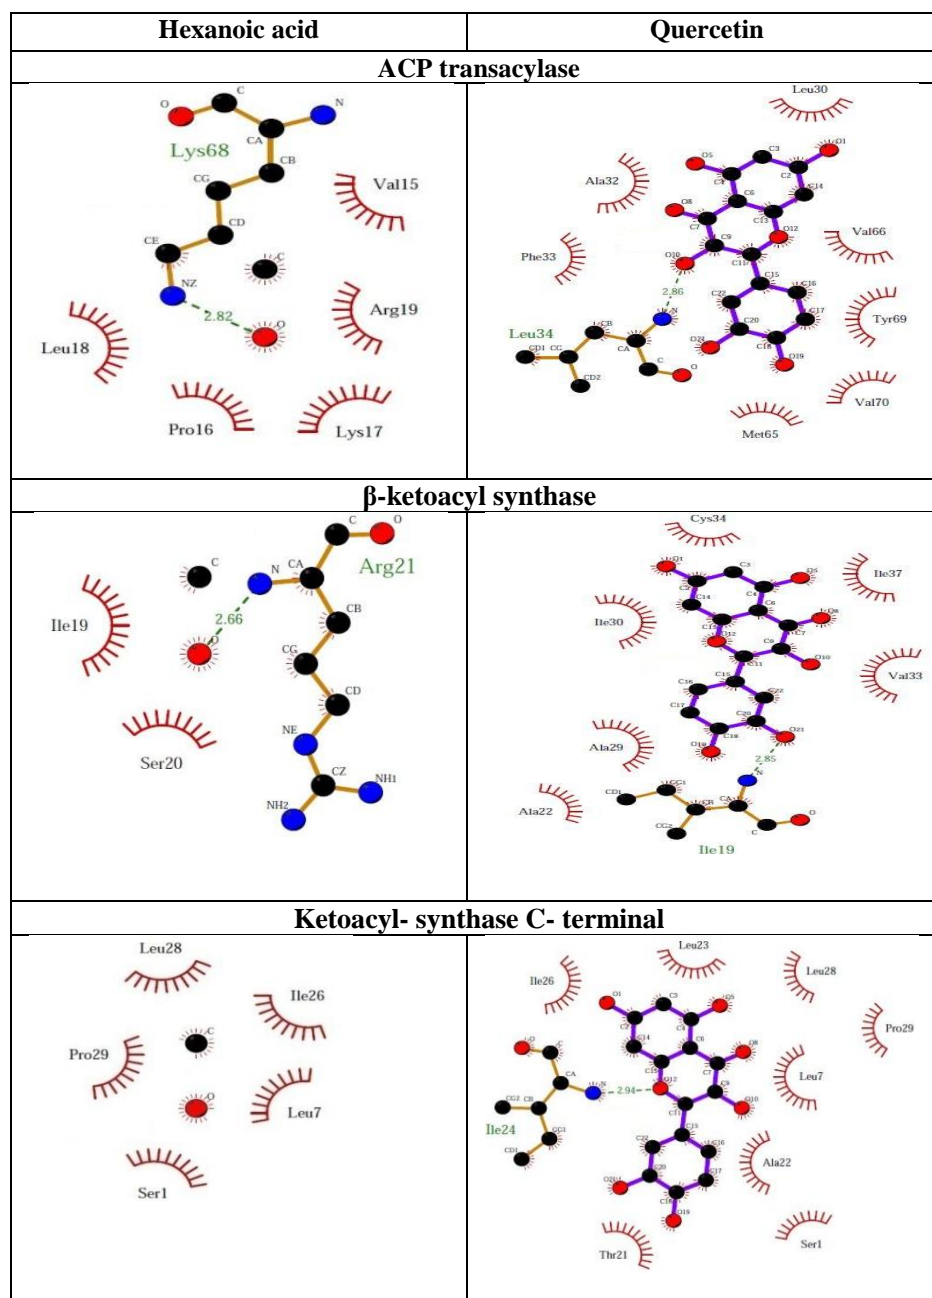 Hexanoic acid
Quercetin
ACP transacylase
O
C
N
CA
Lys68
CB
CG
Val15
CD
CE
C
NZ
2.82
O
Arg19
Leu18
Pro16
Lys17
Leu30
C3
O1
O5
C4
C2
Ala32
C6
C14
O8
C7
C13
C9
O12
Val66
Phe33
O10
C11
C15
2.86
C16
C22
Leu34
CB
N
C20
C17
Tyr69
CD1
CG
CA
C18
C
O
O19
CD2
Val70
Met65
β-ketoacyl synthase
C
O
C
N
CA
Arg21
2.66
CB
Ile19
O
CG
CD
Ser20
NE
CZ
NH1
NH2
Cys34
O1
C3
O5
Ile37
C14
C4
C6
Ile30
O8
O12
C7
C9
C11
O10
Val33
C15
C16
C22
C17
C20
C18
O21
Ala29
2.85
N
CD1
CG1
Ala22
CB
CA
O
CG2
C
Ile19
Ketoacyl- synthase C- terminal
Leu28
Ile26
C
Pro29
O
Leu7
Ser1
Leu23
Leu28
Ile26
O1
C3
O5
C2
C4
Pro29
O
C
C14
C6
O8
CA
C7
Leu7
N
2.94
O12
C9
CG2
CB
O10
C11
Ile24
CG1
C15
CD1
C22
C16
Ala22
C20
C17
O21
C18
O19
Ser1
Thr21